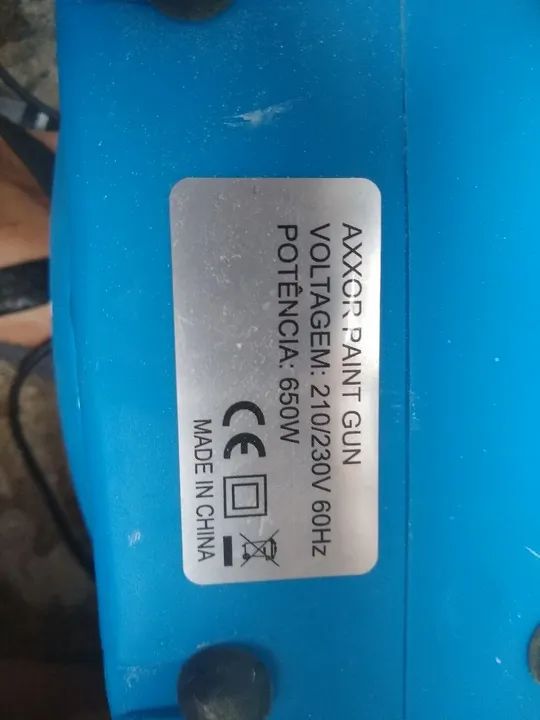 AXXOR PAINT GUN
VOLTAGEM: 210/230V 60Hz
POTÊNCIA: 650W
CE
MADE IN CHINA